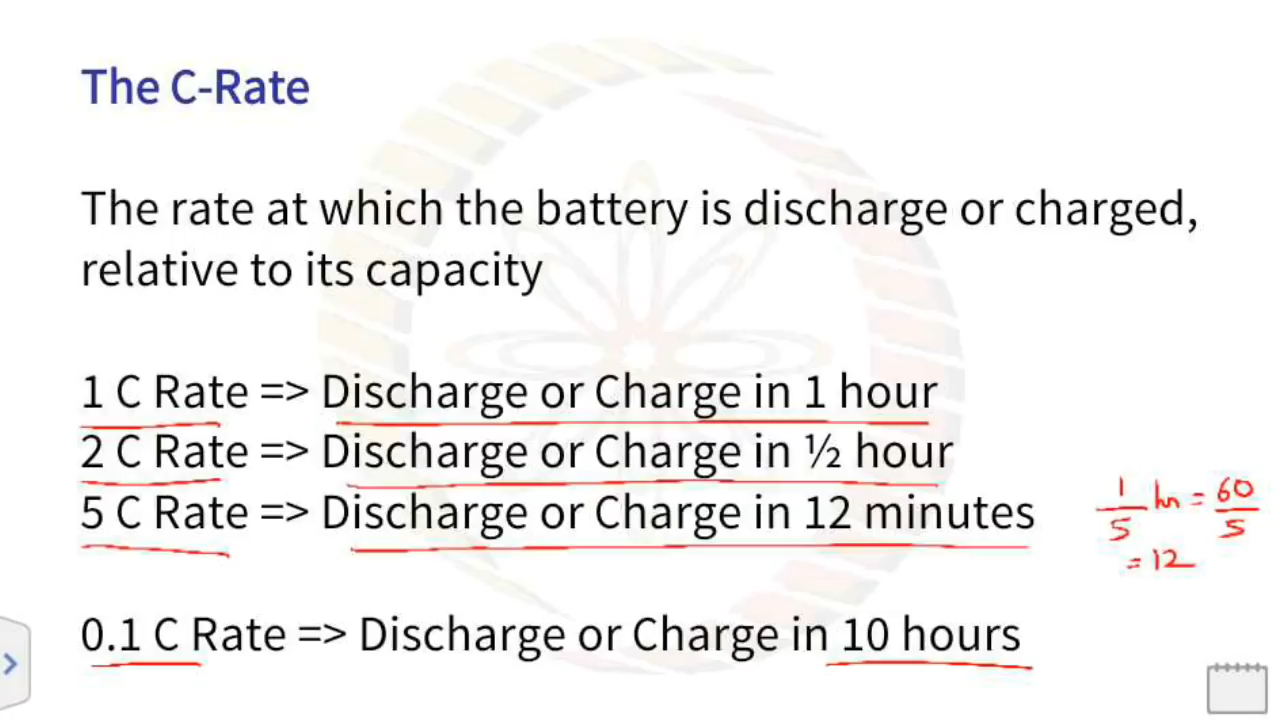 The C-Rate
The rate at which the battery is discharge or charged,
relative to its capacity
1 C Rate => Discharge or Charge in 1 hour
2 C Rate => Discharge or Charge in ½ hour
5 C Rate => Discharge or Charge in 12 minutes
1/5 hr = 60/5
= 12
0.1 C Rate => Discharge or Charge in 10 hours